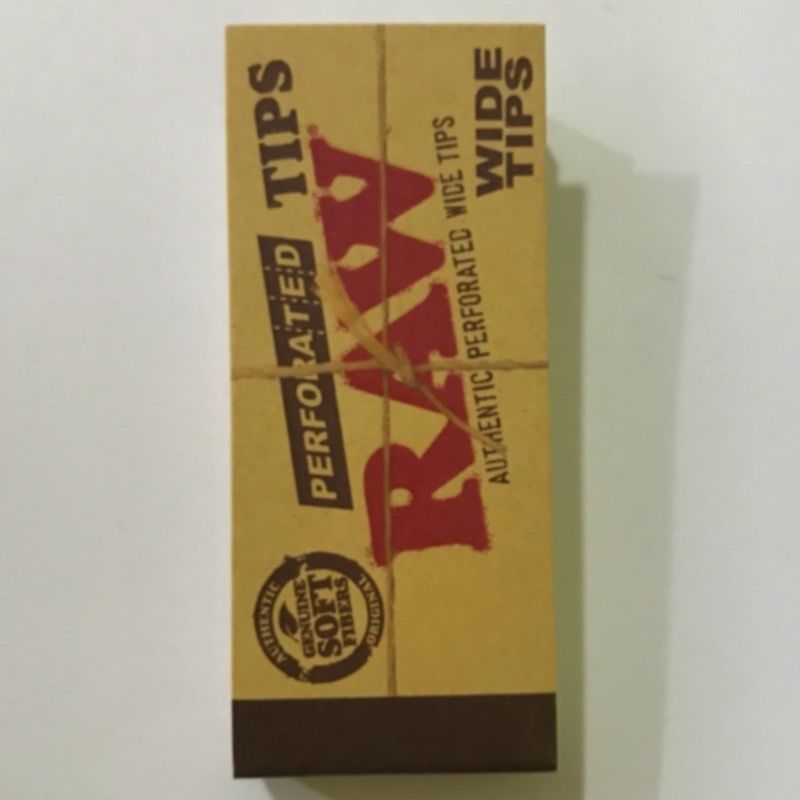 PERFORATED TIPS
RAW
AUTHENTIC PERFORATED WIDE TIPS
WIDE
TIPS
AUTHENTIC
GENUINE
SOFT
FIBERS
ORIGINAL